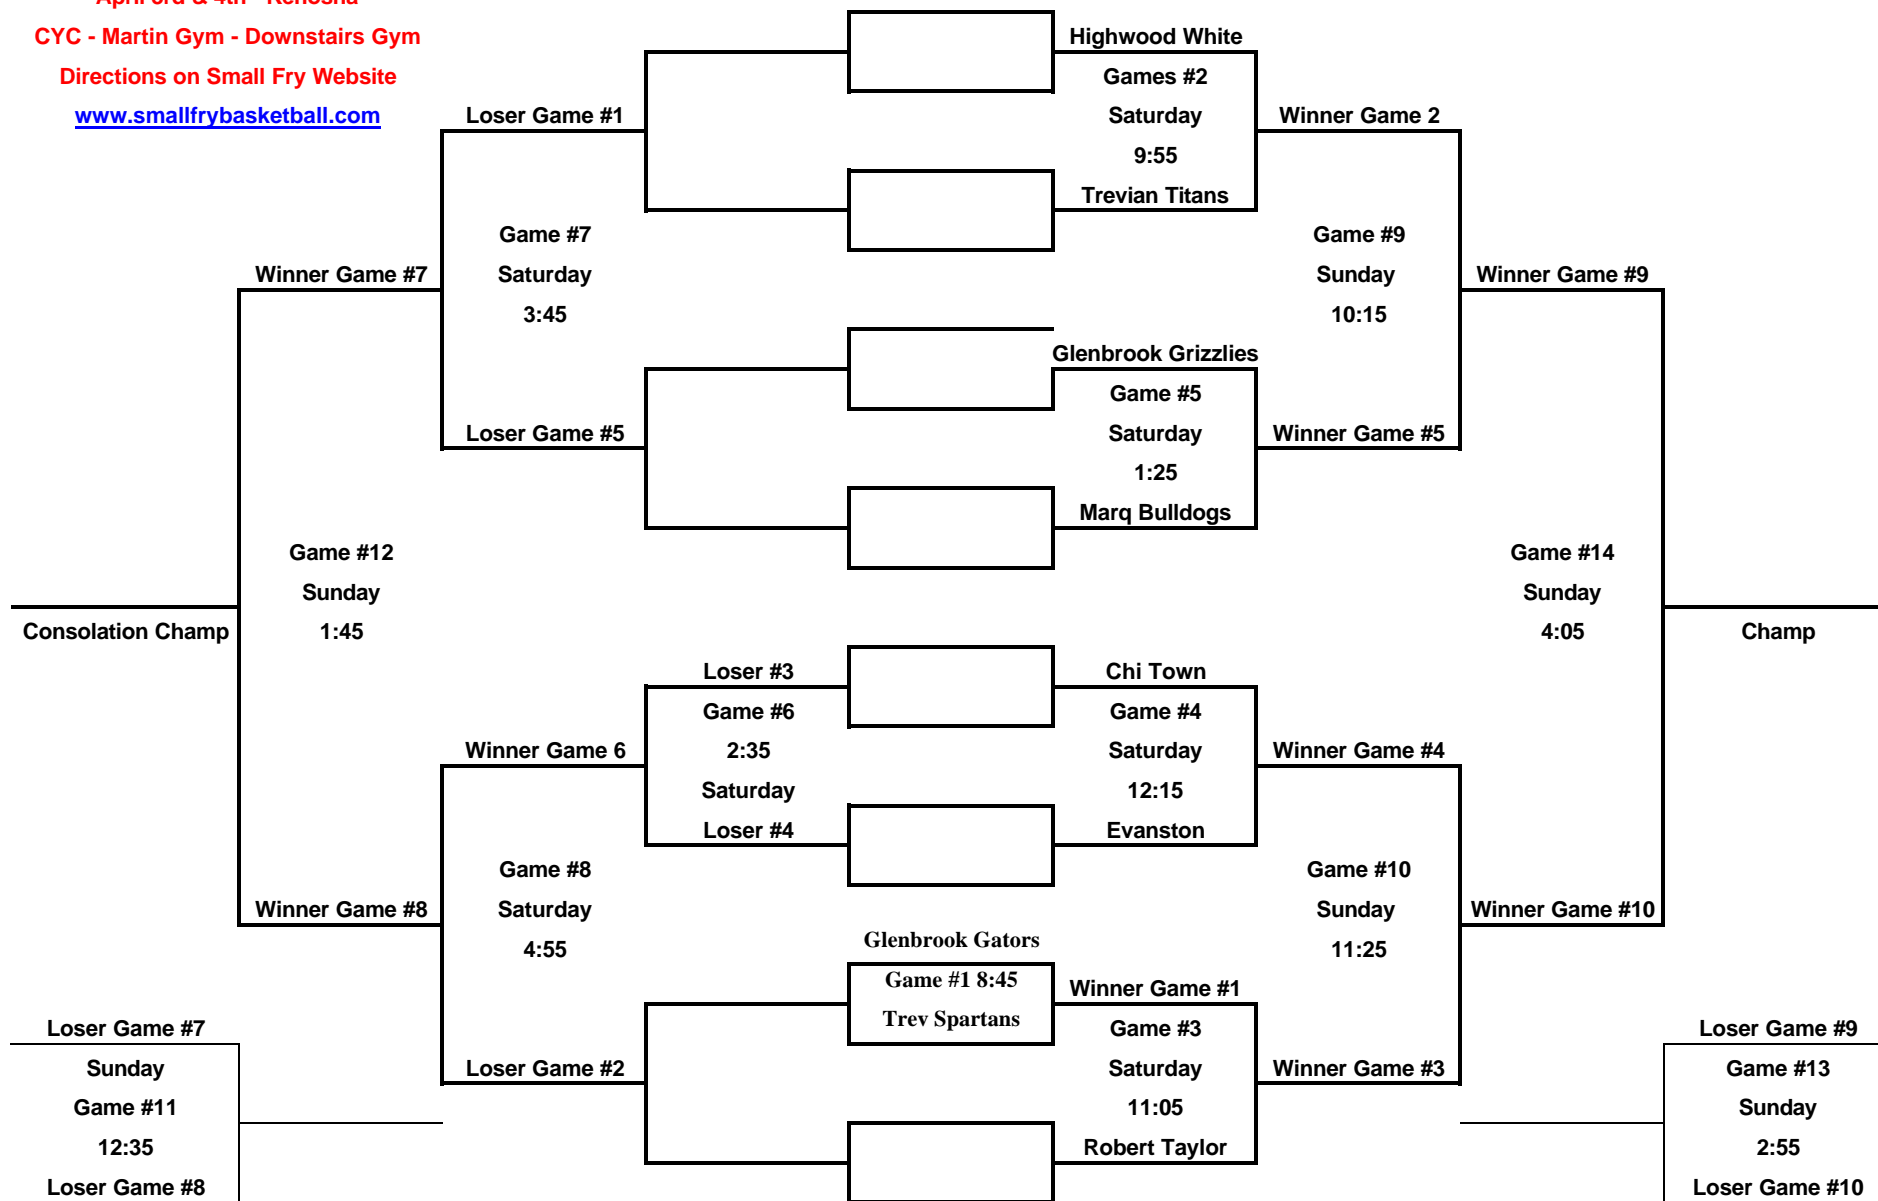 April 3rd & 4th - Kenosha
CYC - Martin Gym - Downstairs Gym
Directions on Small Fry Website
www.smallfrybasketball.com
Highwood White
Games #2
Saturday
9:55
Trevian Titans
Loser Game #1
Winner Game 2
Game #7
Saturday
3:45
Game #9
Sunday
10:15
Winner Game #7
Winner Game #9
Glenbrook Grizzlies
Game #5
Saturday
1:25
Marq Bulldogs
Loser Game #5
Winner Game #5
Game #12
Sunday
1:45
Game #14
Sunday
4:05
Consolation Champ
Champ
Loser #3
Game #6
2:35
Saturday
Loser #4
Chi Town
Game #4
Saturday
12:15
Evanston
Winner Game 6
Winner Game #4
Game #8
Saturday
4:55
Game #10
Sunday
11:25
Winner Game #8
Winner Game #10
Glenbrook Gators
Game #1 8:45
Trev Spartans
Winner Game #1
Game #3
Saturday
11:05
Robert Taylor
Loser Game #2
Winner Game #3
Loser Game #7
Sunday
Game #11
12:35
Loser Game #8
Loser Game #9
Game #13
Sunday
2:55
Loser Game #10